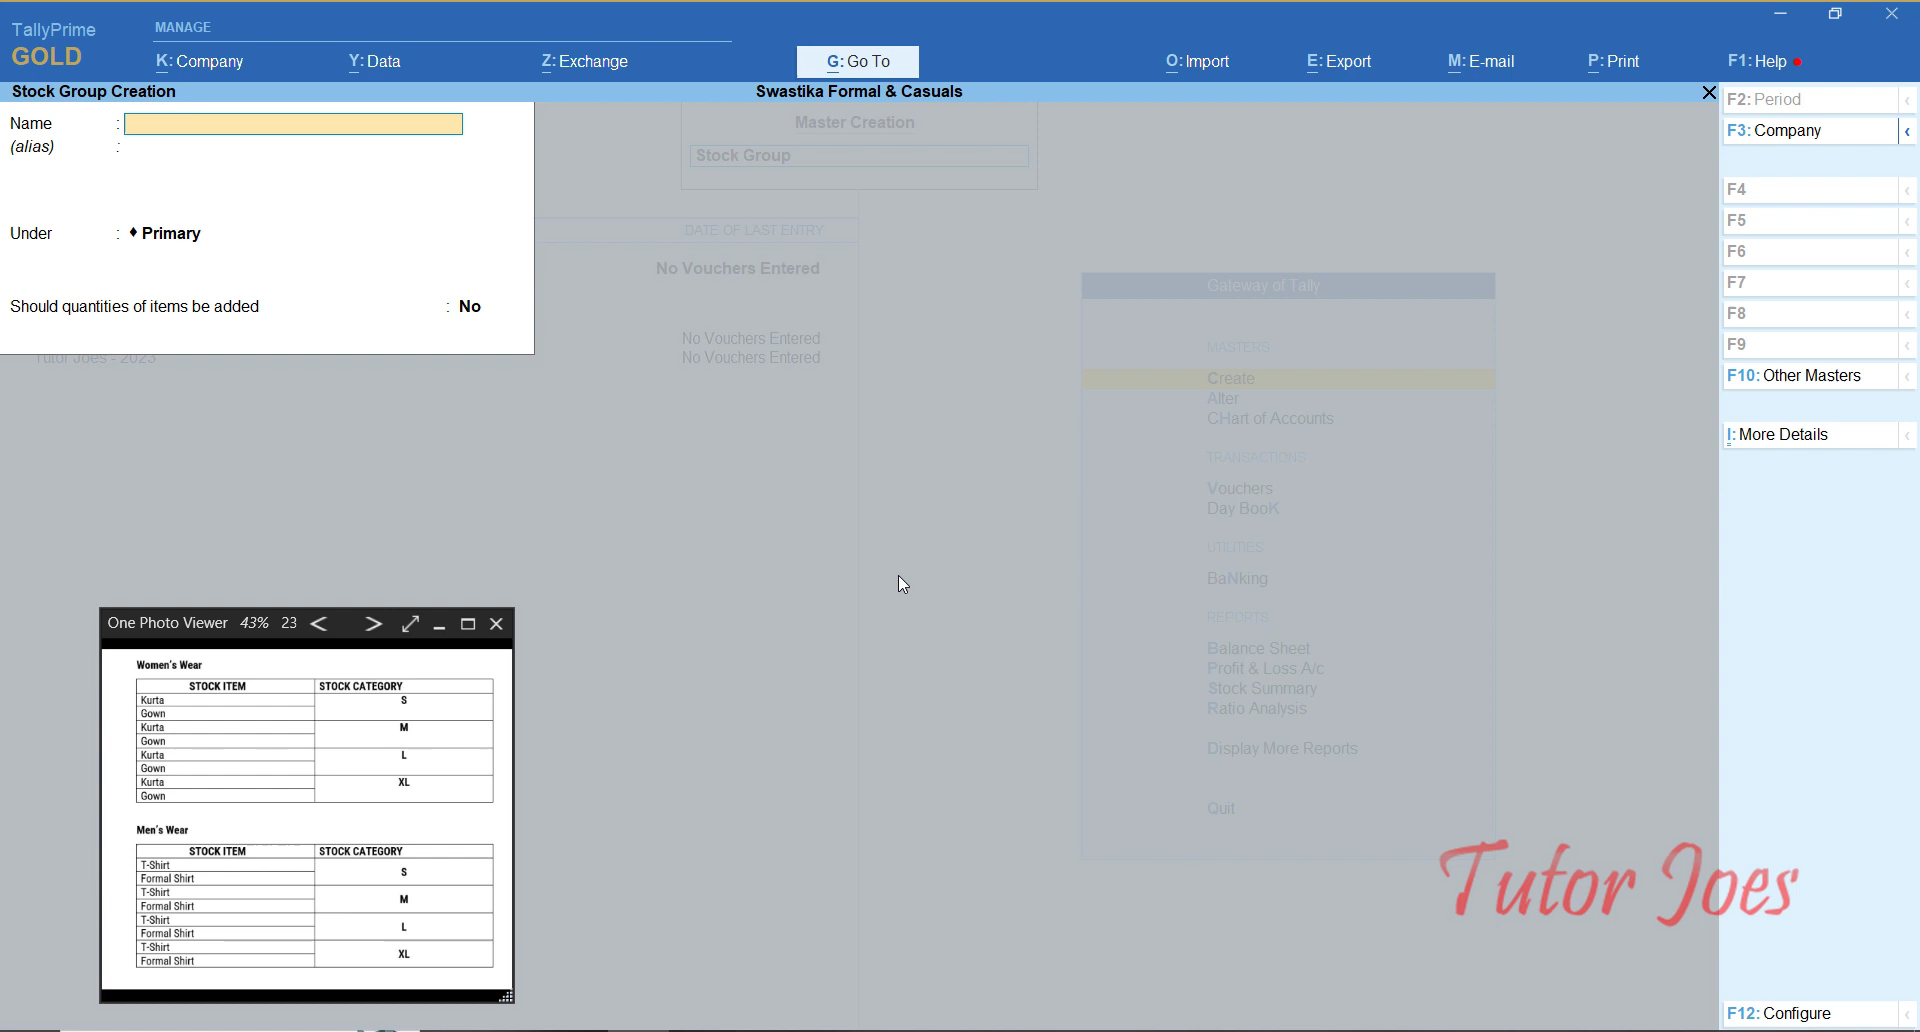 TallyPrime
GOLD
MANAGE
K: Company
Y: Data
Z: Exchange
G: Go To
O: Import
E: Export
M: E-mail
P: Print
F1: Help
Stock Group Creation
Swastika Formal & Casuals
Name :
(alias) :
Under : ♦ Primary
Should quantities of items be added : No
Tutor Joes - 2023
Master Creation
Stock Group
DATE OF LAST ENTRY
No Vouchers Entered
No Vouchers Entered
No Vouchers Entered
Gateway of Tally
MASTERS
Create
Alter
CHart of Accounts
TRANSACTIONS
Vouchers
Day BooK
UTILITIES
BaNking
REPORTS
Balance Sheet
Profit & Loss A/c
Stock Summary
Ratio Analysis
Display More Reports
Quit
F2: Period
F3: Company
F4
F5
F6
F7
F8
F9
F10: Other Masters
I: More Details
F12: Configure
One Photo Viewer 43% 23
Women's Wear
STOCK ITEM STOCK CATEGORY
Kurta S
Gown
Kurta M
Gown
Kurta L
Gown
Kurta XL
Gown
Men's Wear
STOCK ITEM STOCK CATEGORY
T-Shirt S
Formal Shirt
T-Shirt M
Formal Shirt
T-Shirt L
Formal Shirt
T-Shirt XL
Formal Shirt
Tutor Joes